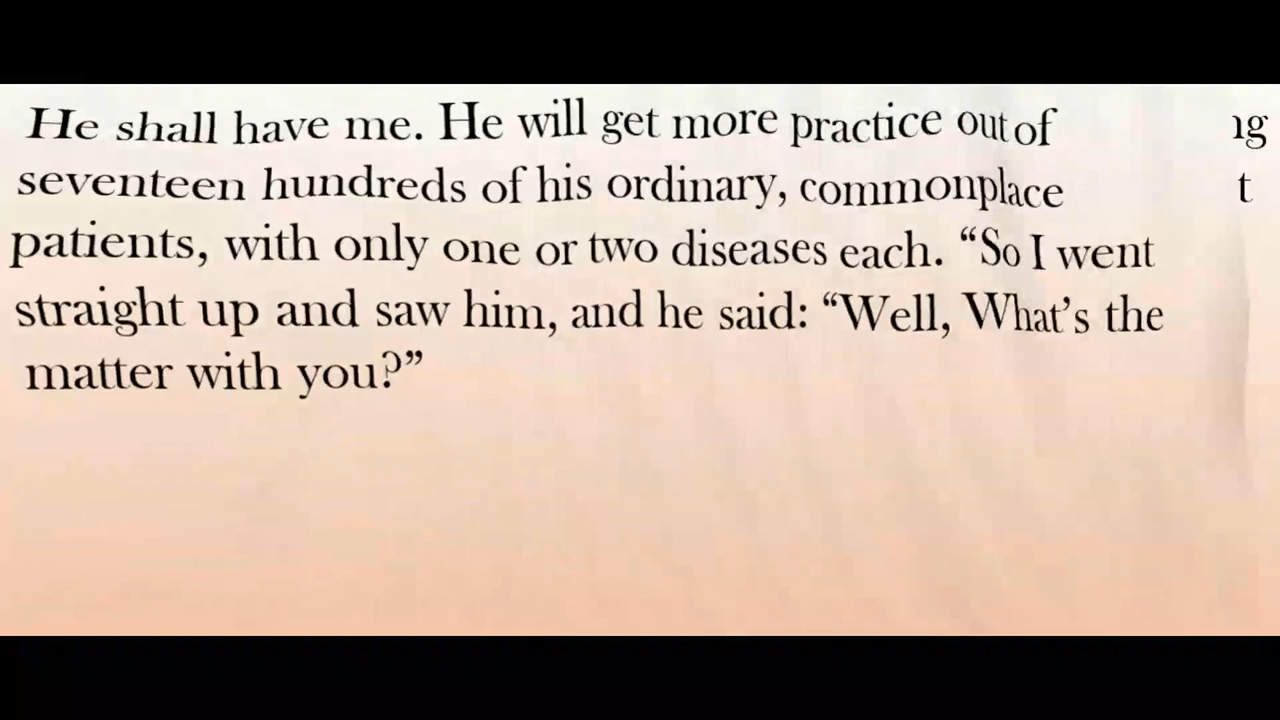 He shall have me. He will get more practice out of
seventeen hundreds of his ordinary, commonplace
patients, with only one or two diseases each. “So I went
straight up and saw him, and he said: “Well, What’s the
matter with you?”